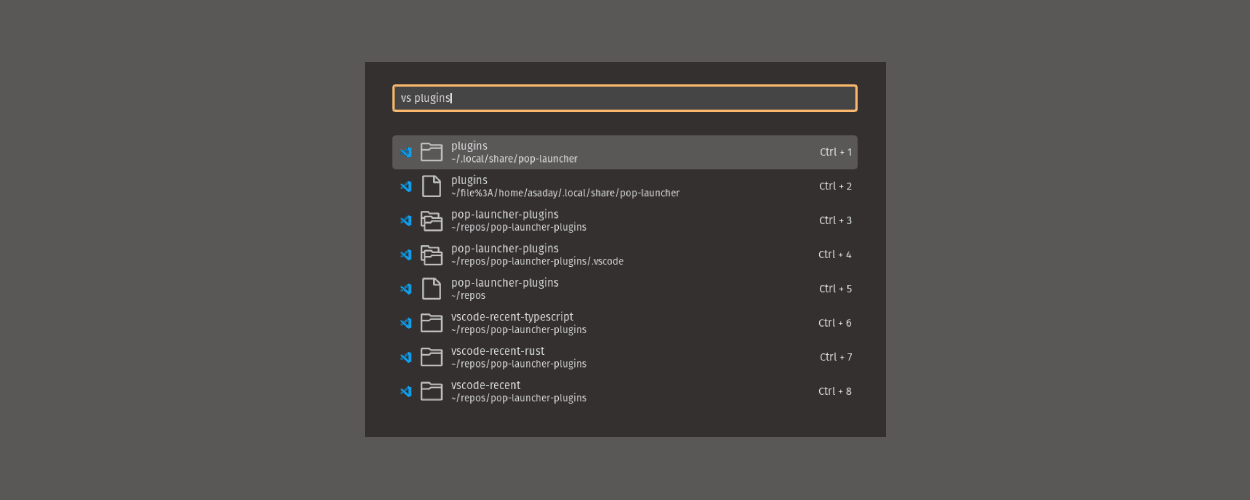 vs plugins
plugins
~/.local/share/pop-launcher
Ctrl + 1
plugins
~/file%3A/home/asaday/.local/share/pop-launcher
Ctrl + 2
pop-launcher-plugins
~/repos/pop-launcher-plugins
Ctrl + 3
pop-launcher-plugins
~/repos/pop-launcher-plugins/.vscode
Ctrl + 4
pop-launcher-plugins
~/repos
Ctrl + 5
vscode-recent-typescript
~/repos/pop-launcher-plugins
Ctrl + 6
vscode-recent-rust
~/repos/pop-launcher-plugins
Ctrl + 7
vscode-recent
~/repos/pop-launcher-plugins
Ctrl + 8